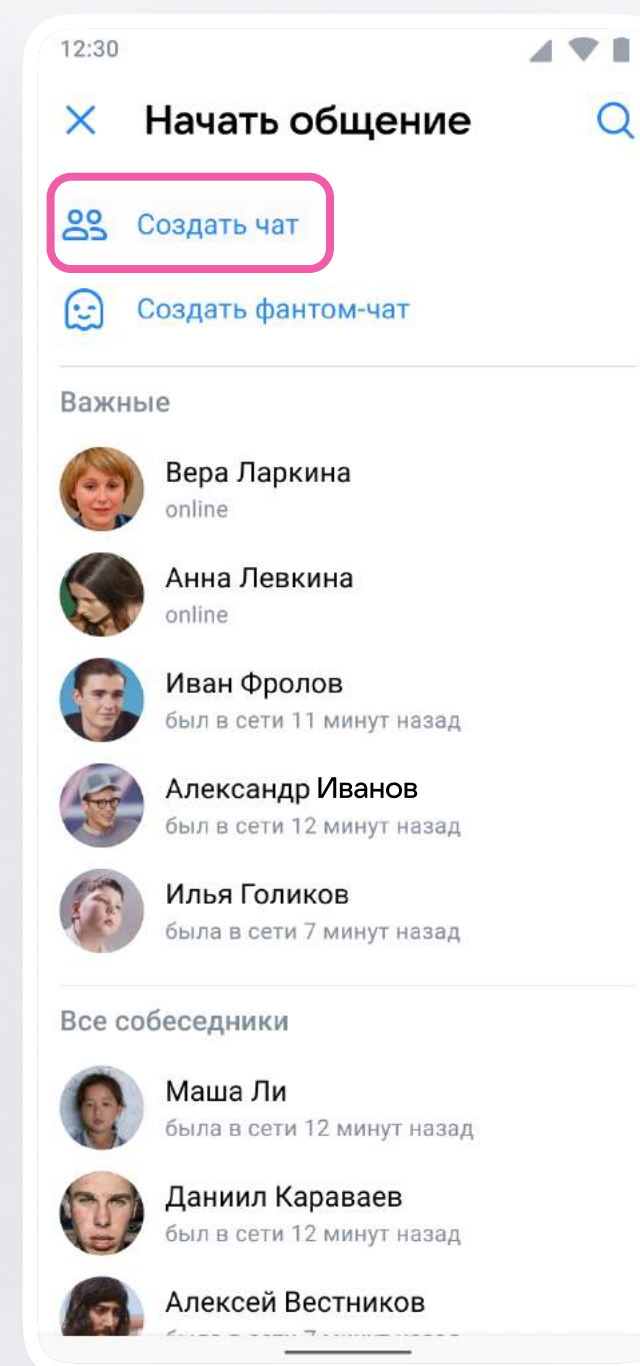 12:30
Начать общение
Создать чат
Создать фантом-чат
Важные
Вера Ларкина
online
Анна Левкина
online
Иван Фролов
был в сети 11 минут назад
Александр Иванов
был в сети 12 минут назад
Илья Голиков
была в сети 7 минут назад
Все собеседники
Маша Ли
была в сети 12 минут назад
Даниил Караваев
был в сети 12 минут назад
Алексей Вестников